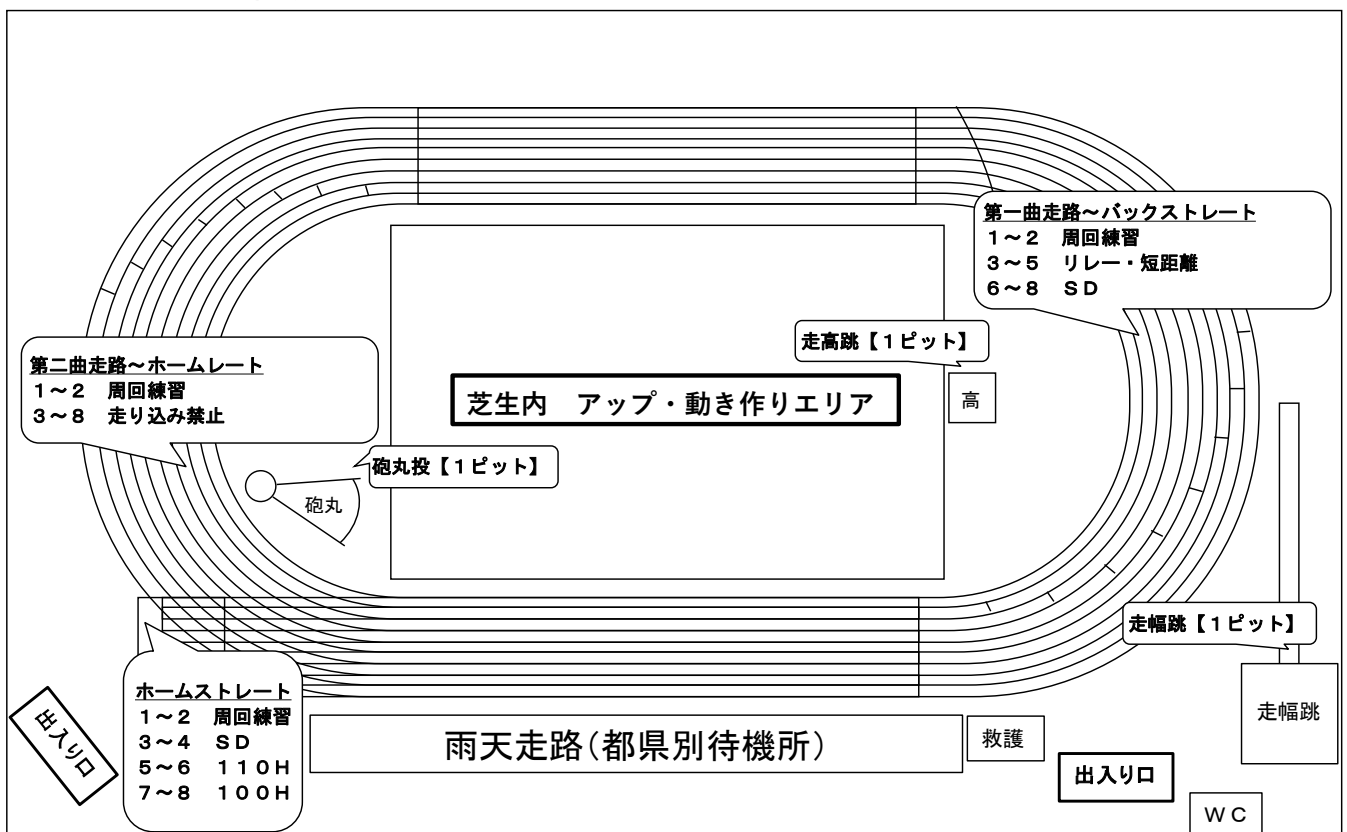 第一曲走路～バックストレート
１～２　周回練習
３～５　リレー・短距離
６～８　ＳＤ
走高跳【１ピット】
高
第二曲走路～ホームレート
１～２　周回練習
３～８　走り込み禁止
芝生内　アップ・動き作りエリア
砲丸投【１ピット】
砲丸
走幅跳【１ピット】
走幅跳
ホームストレート
１～２　周回練習
３～４　ＳＤ
５～６　１１０Ｈ
７～８　１００Ｈ
出入り口
雨天走路（都県別待機所）
救護
出入り口
ＷＣ